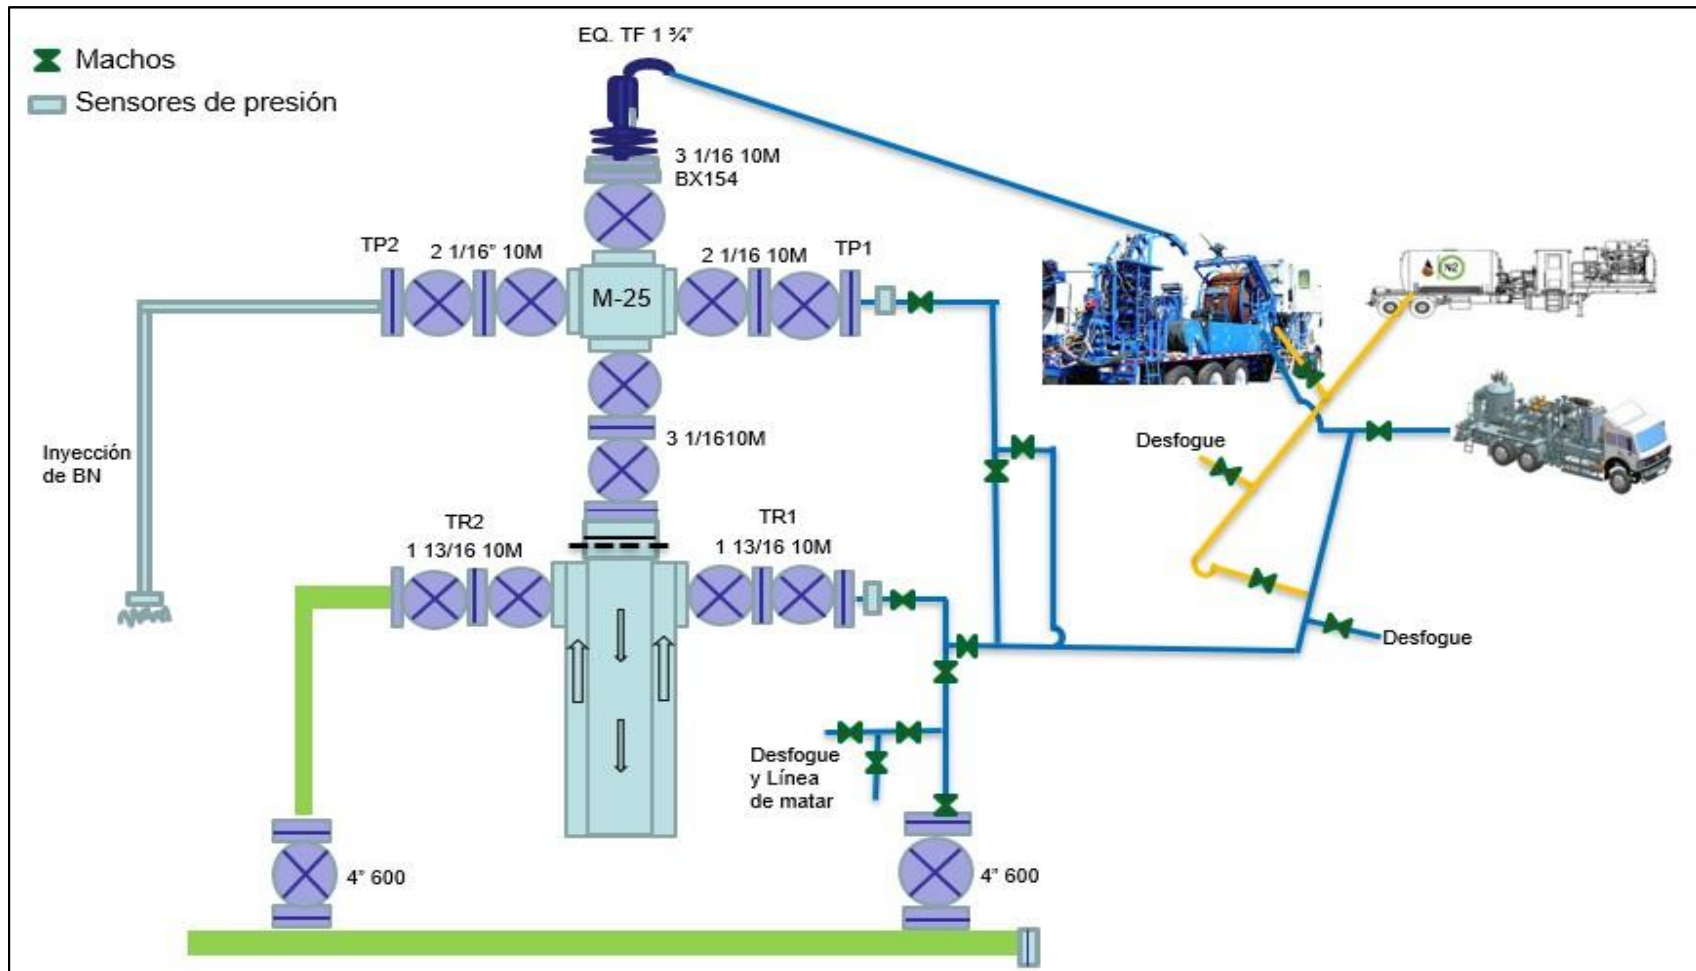 Machos
Sensores de presión
EQ. TF 1 ¾”
3 1/16 10M
BX154
TP2
2 1/16” 10M
2 1/16 10M
TP1
M-25
N2
3 1/1610M
Inyección
de BN
Desfogue
TR2
1 13/16 10M
TR1
1 13/16 10M
Desfogue
Desfogue
y Línea
de matar
4” 600
4” 600